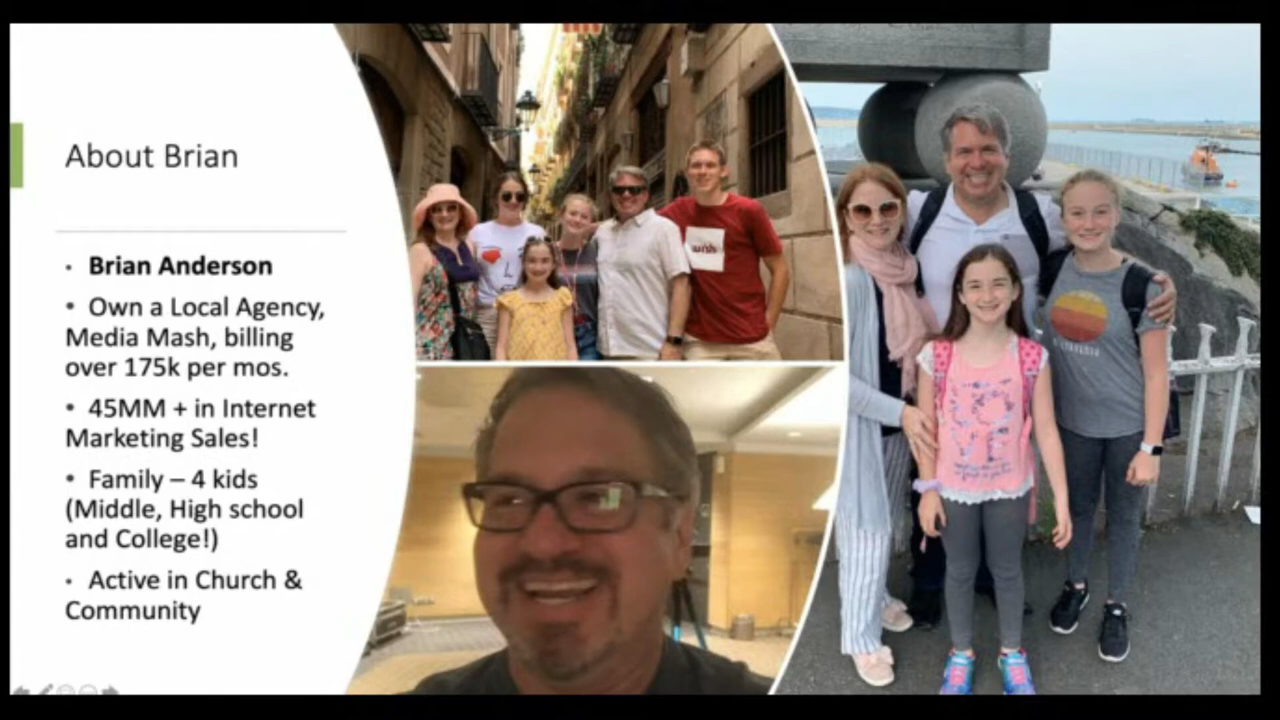 About Brian
• Brian Anderson
• Own a Local Agency,
Media Mash, billing
over 175k per mos.
• 45MM + in Internet
Marketing Sales!
• Family – 4 kids
(Middle, High school
and College!)
• Active in Church &
Community
LOVE